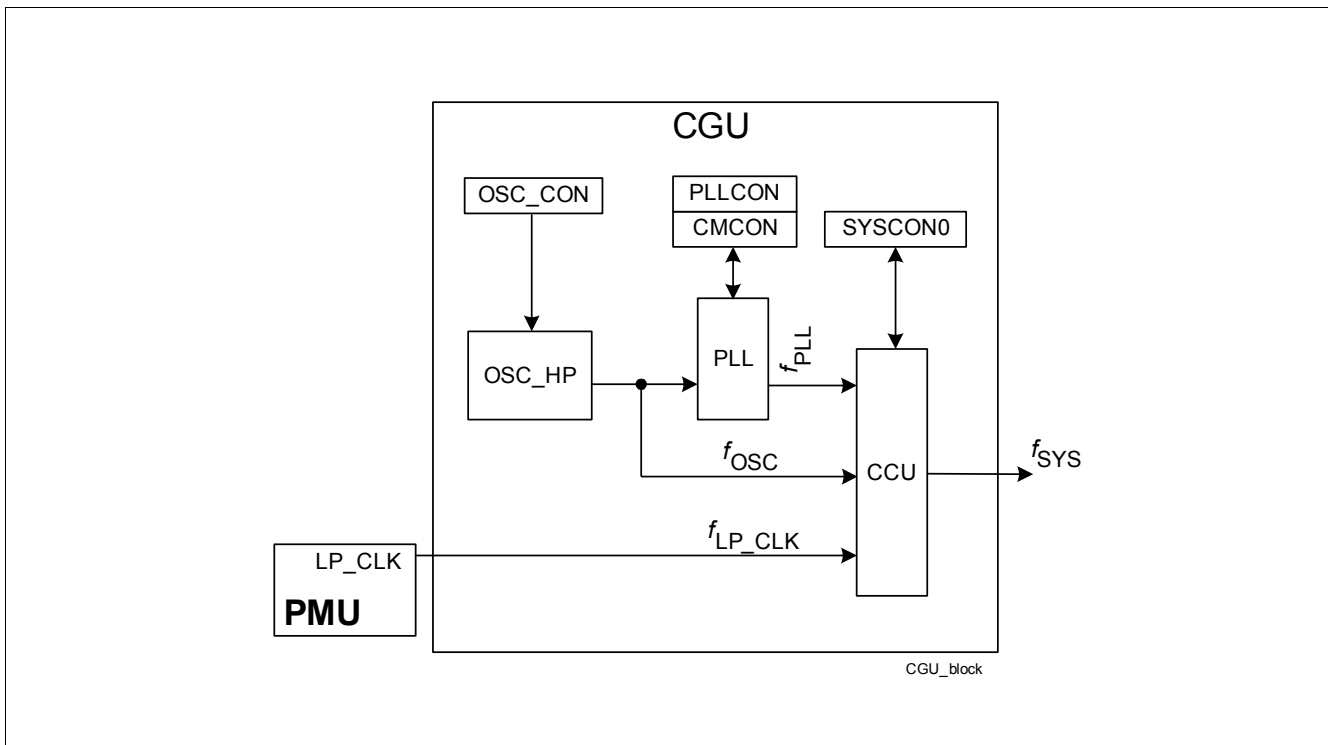 CGU
OSC_CON
PLLCON
CMCON
SYSCON0
OSC_HP
PLL
fPLL
fOSC
CCU
fSYS
fLP_CLK
LP_CLK
PMU
CGU_block